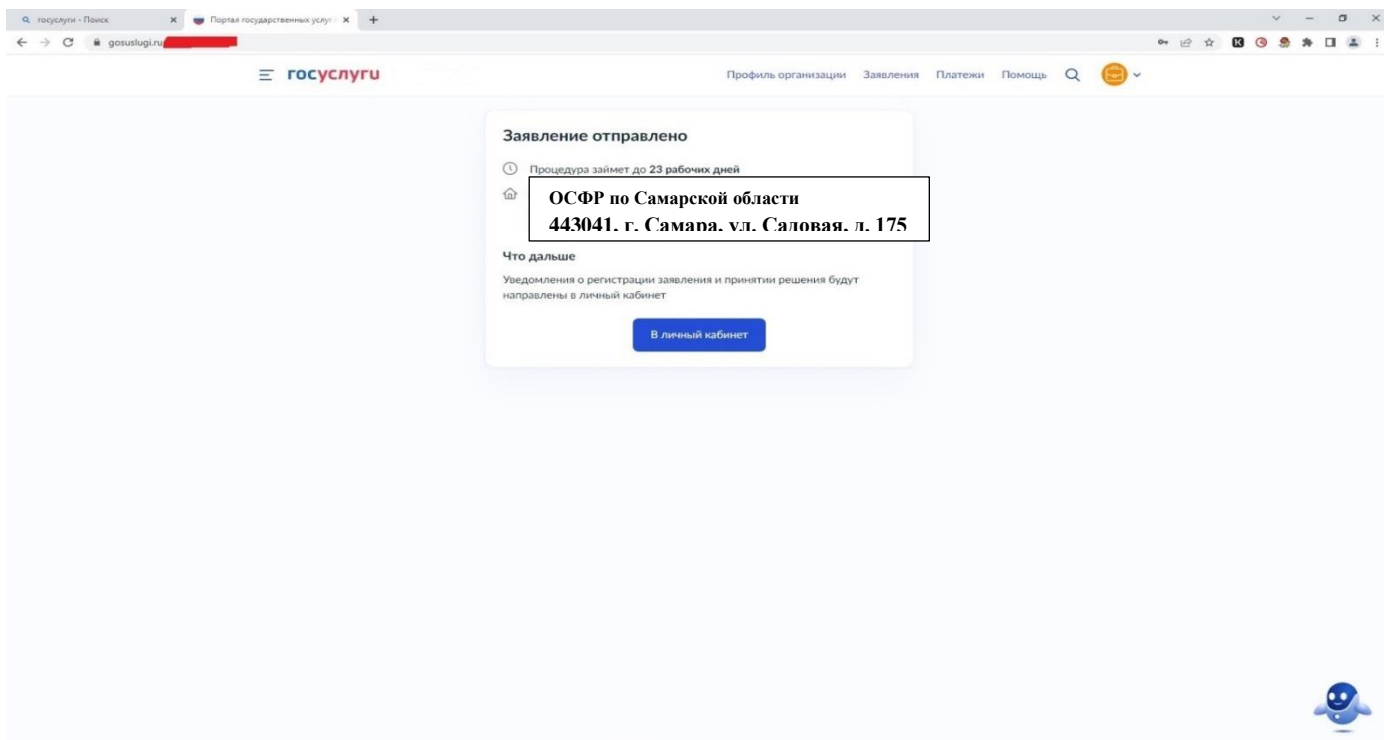 госуслуги - Поиск
Портал государственных услуг
gosuslugi.ru
госуслуги
Профиль организации Заявления Платежи Помощь
Заявление отправлено
Процедура займет до 23 рабочих дней
ОСФР по Самарской области
443041, г. Самара, ул. Садовая, д. 175
Что дальше
Уведомления о регистрации заявления и принятии решения будут
направлены в личный кабинет
В личный кабинет